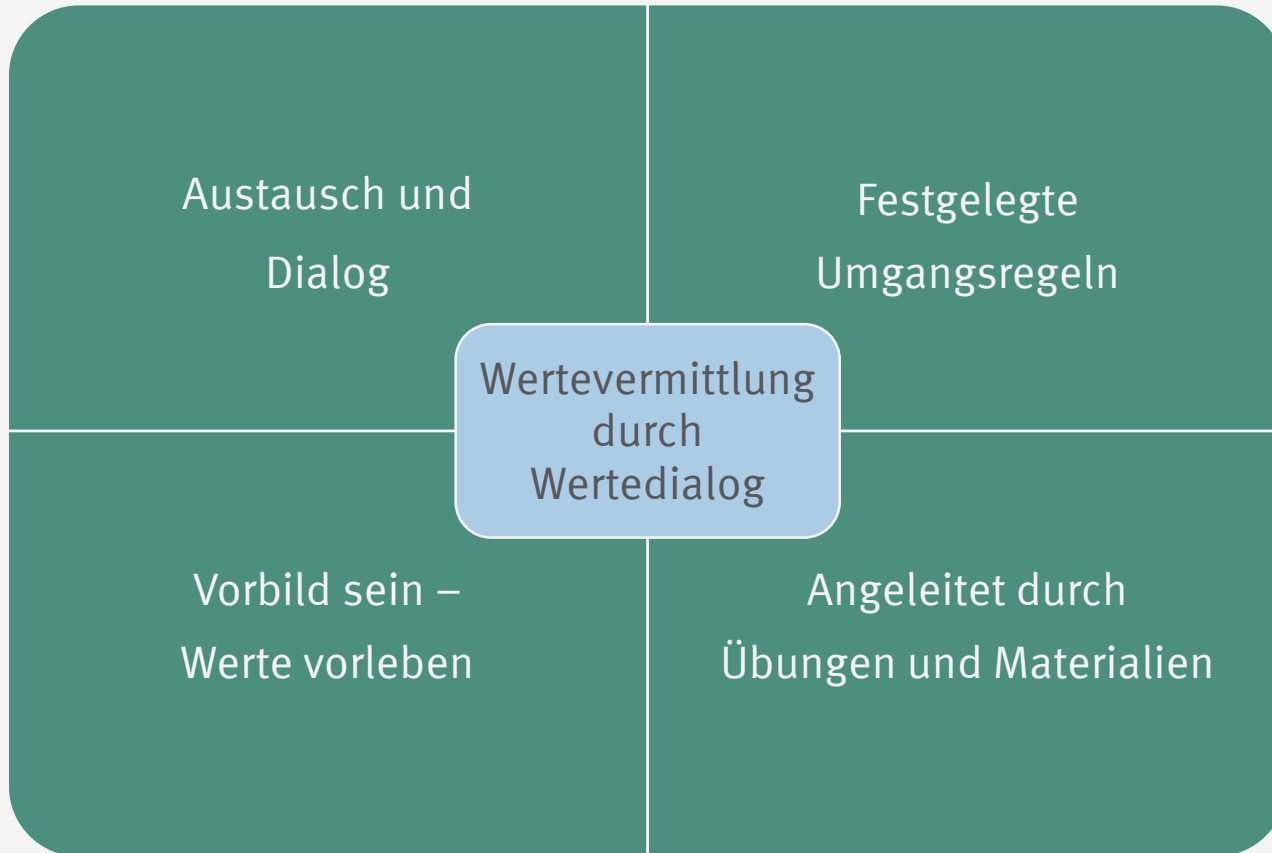 Austausch und
Dialog
Festgelegte
Umgangsregeln
Wertevermittlung
durch
Wertedialog
Vorbild sein –
Werte vorleben
Angeleitet durch
Übungen und Materialien